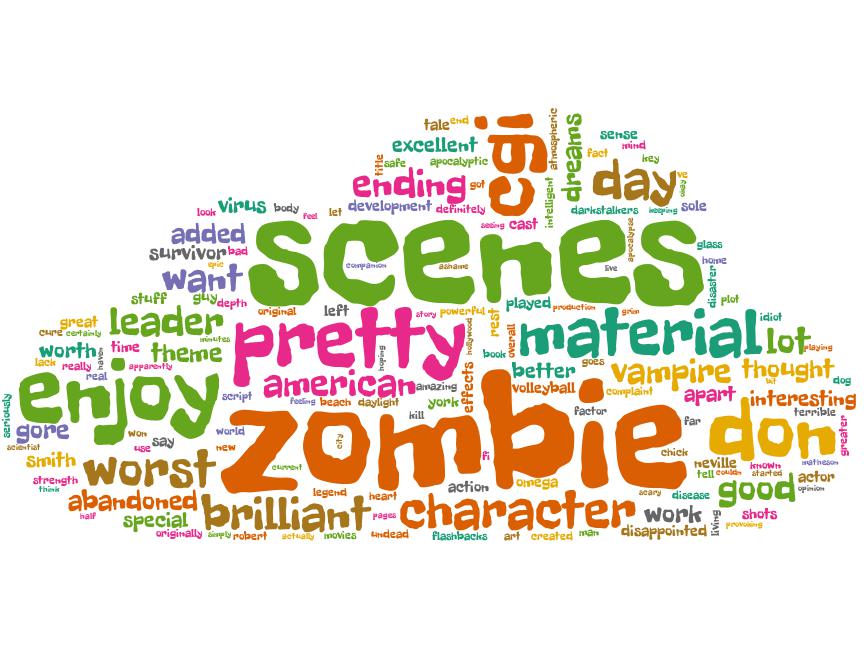 tale end
cgi
atmospheric
dreams
excellent
sense
mind
title
safe
apocalyptic
fact
key
ending
got
intelligent
day
ve
okay
look
virus
body
feel
let
development
definitely
darkstalkers
keeping
sole
added
seeing
cast
survivor
bad
epic
scenes
companion
ashame
live
apocalypse
glass
home
want
disaster
stuff
guy
depth
original
left
story
powerful
played
production
grim
plot
great
cure
certainly
leader
minutes
pretty
hollywood
rest
overall
material
idiot
lot
playing
worth
haven
time
theme
hoping
book
lack
really
apparently
real
american
amazing
effects
better
goes
vampire
thought
bit
dog
seriously
enjoy
script
feeling
beach
daylight
york
volleyball
complaint
apart
interesting
terrible
gore
won
say
world
kill
zombie
factor
far
don
greater
scientist
use
new
city
fi
chick
smith
worst
current
omega
neville
known
matheson
tell
couldn
started
actor
strength
think
action
scary
disease
good
opinion
abandoned
legend
heart
half
special
brilliant
pages
character
work
living
shots
provoking
originally
simply
robert
actually
movies
undead
flashbacks
art
created
man
disappointed